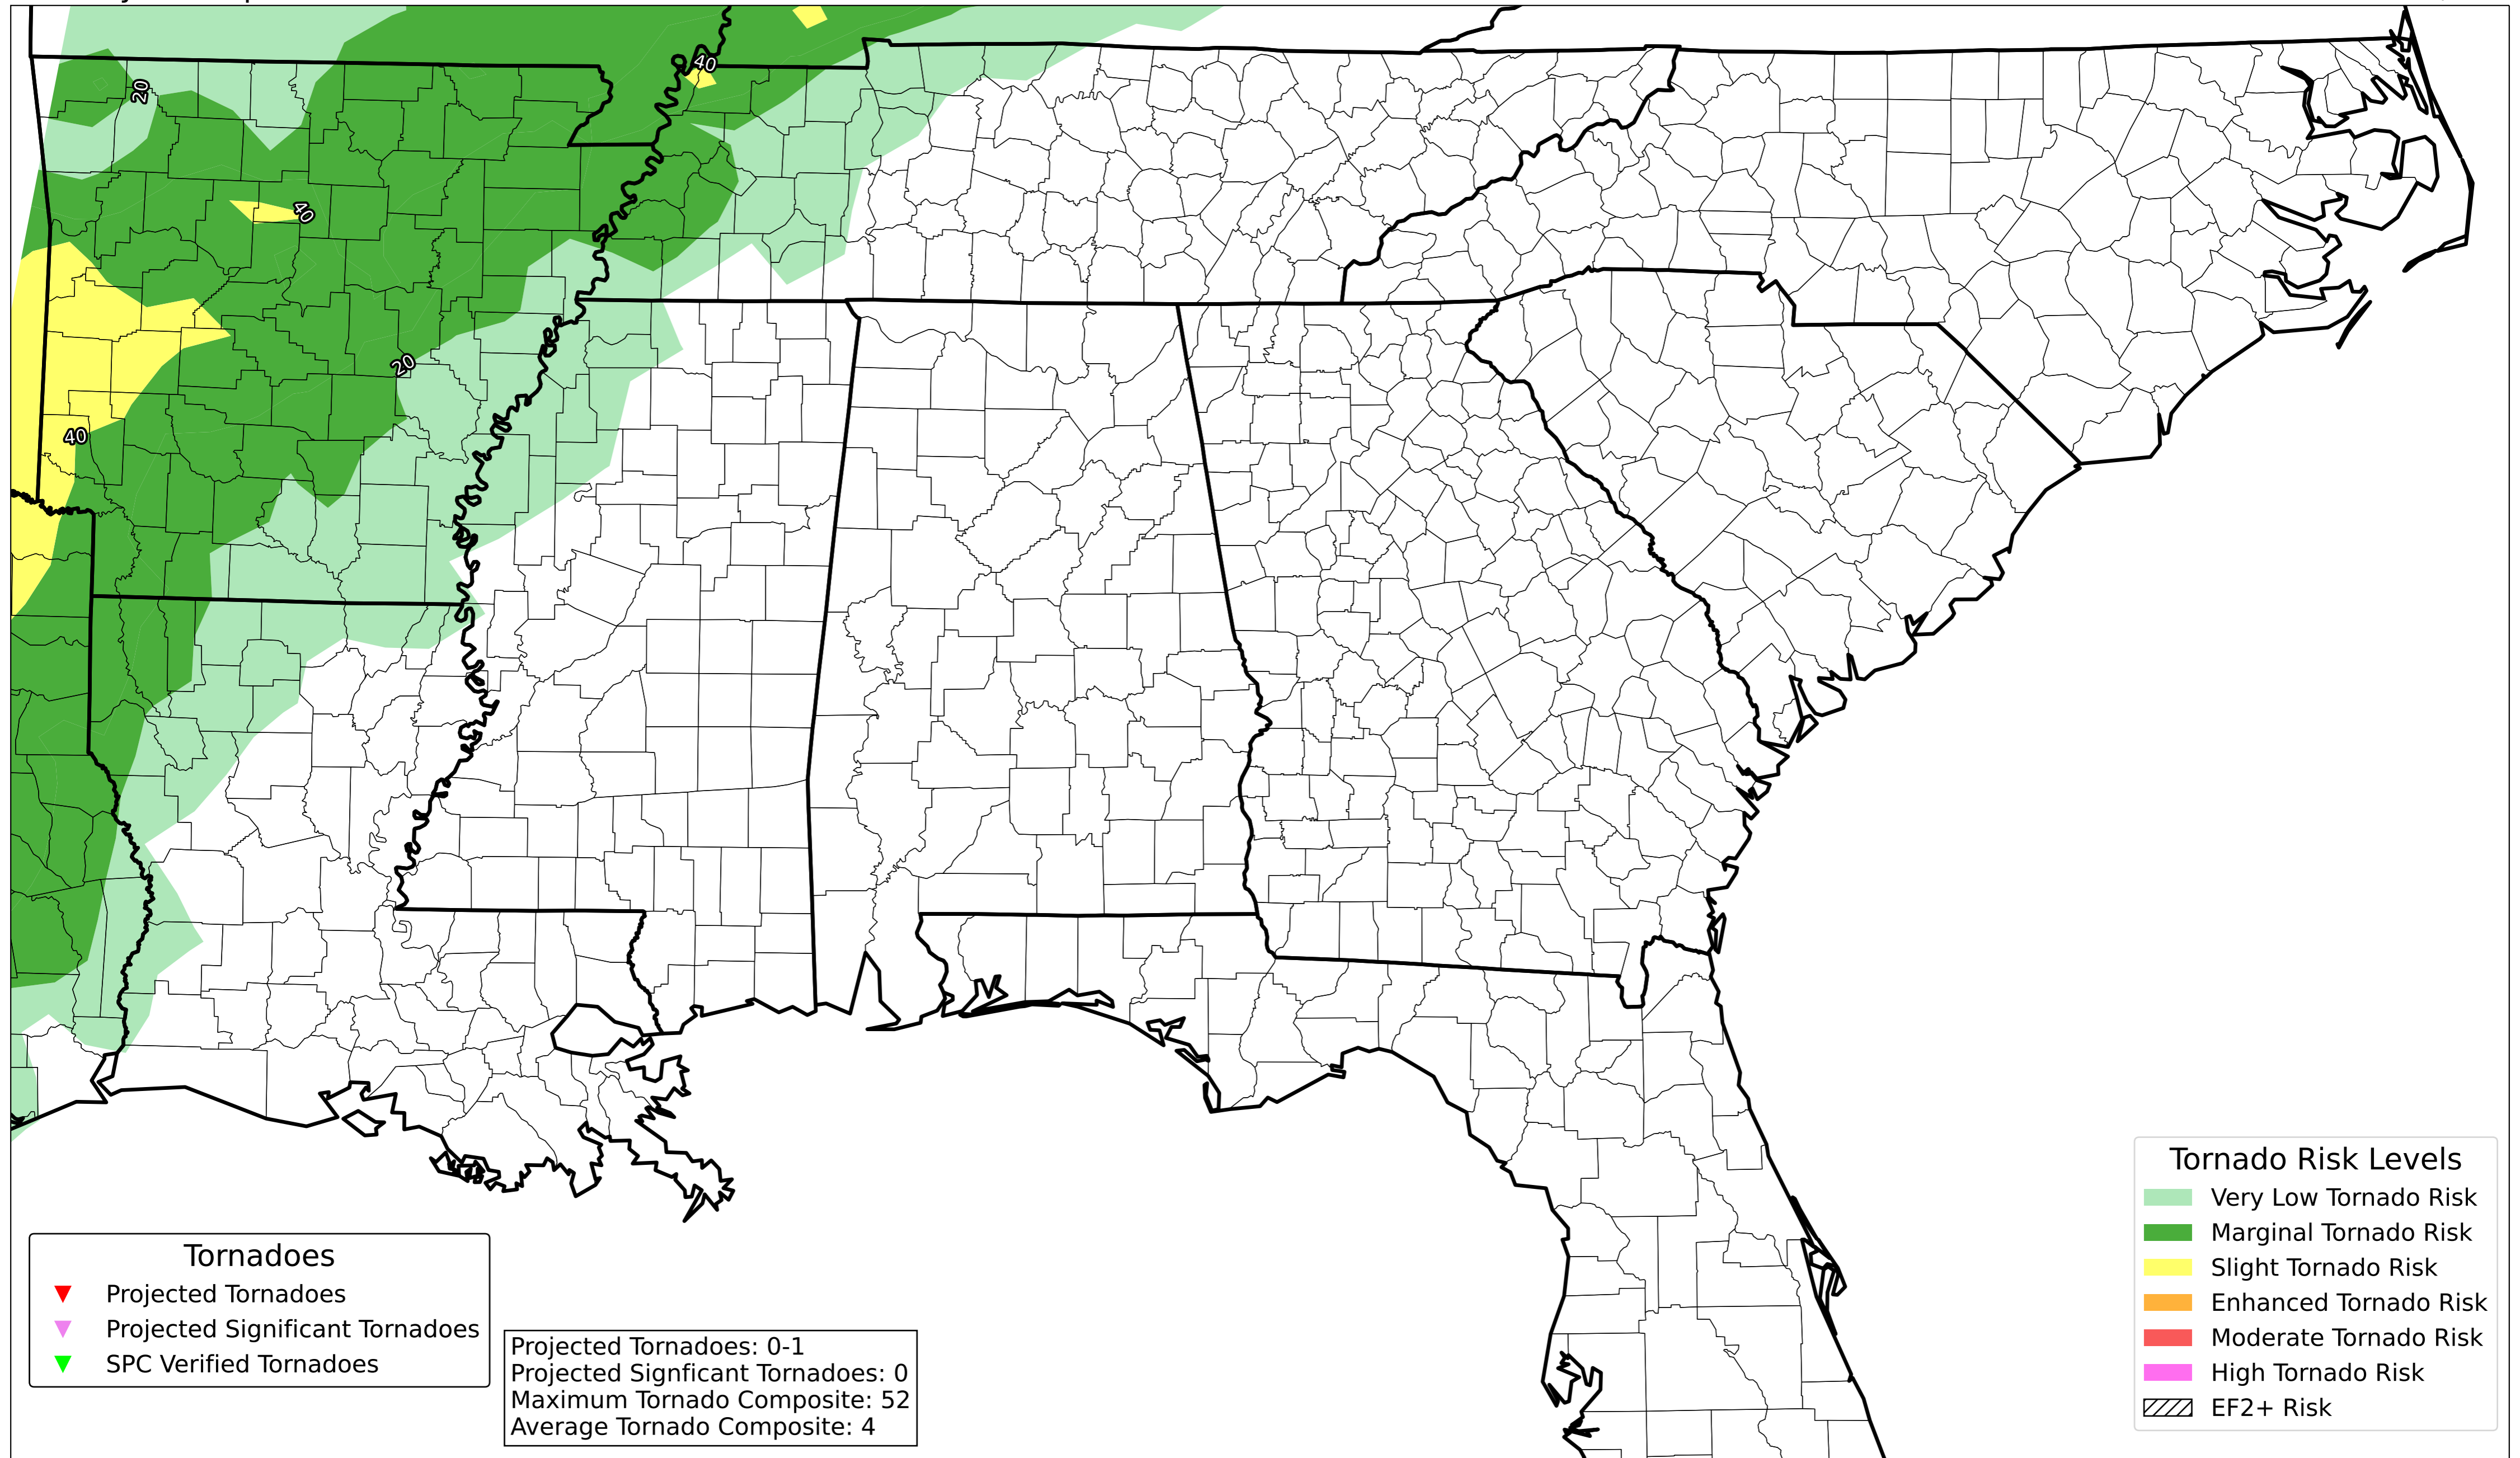 40
20
40
20
40
Tornado Risk Levels
Very Low Tornado Risk
Marginal Tornado Risk
Slight Tornado Risk
Enhanced Tornado Risk
Moderate Tornado Risk
High Tornado Risk
EF2+ Risk
Tornadoes
Projected Tornadoes
Projected Significant Tornadoes
SPC Verified Tornadoes
Projected Tornadoes: 0-1
Projected Signficant Tornadoes: 0
Maximum Tornado Composite: 52
Average Tornado Composite: 4